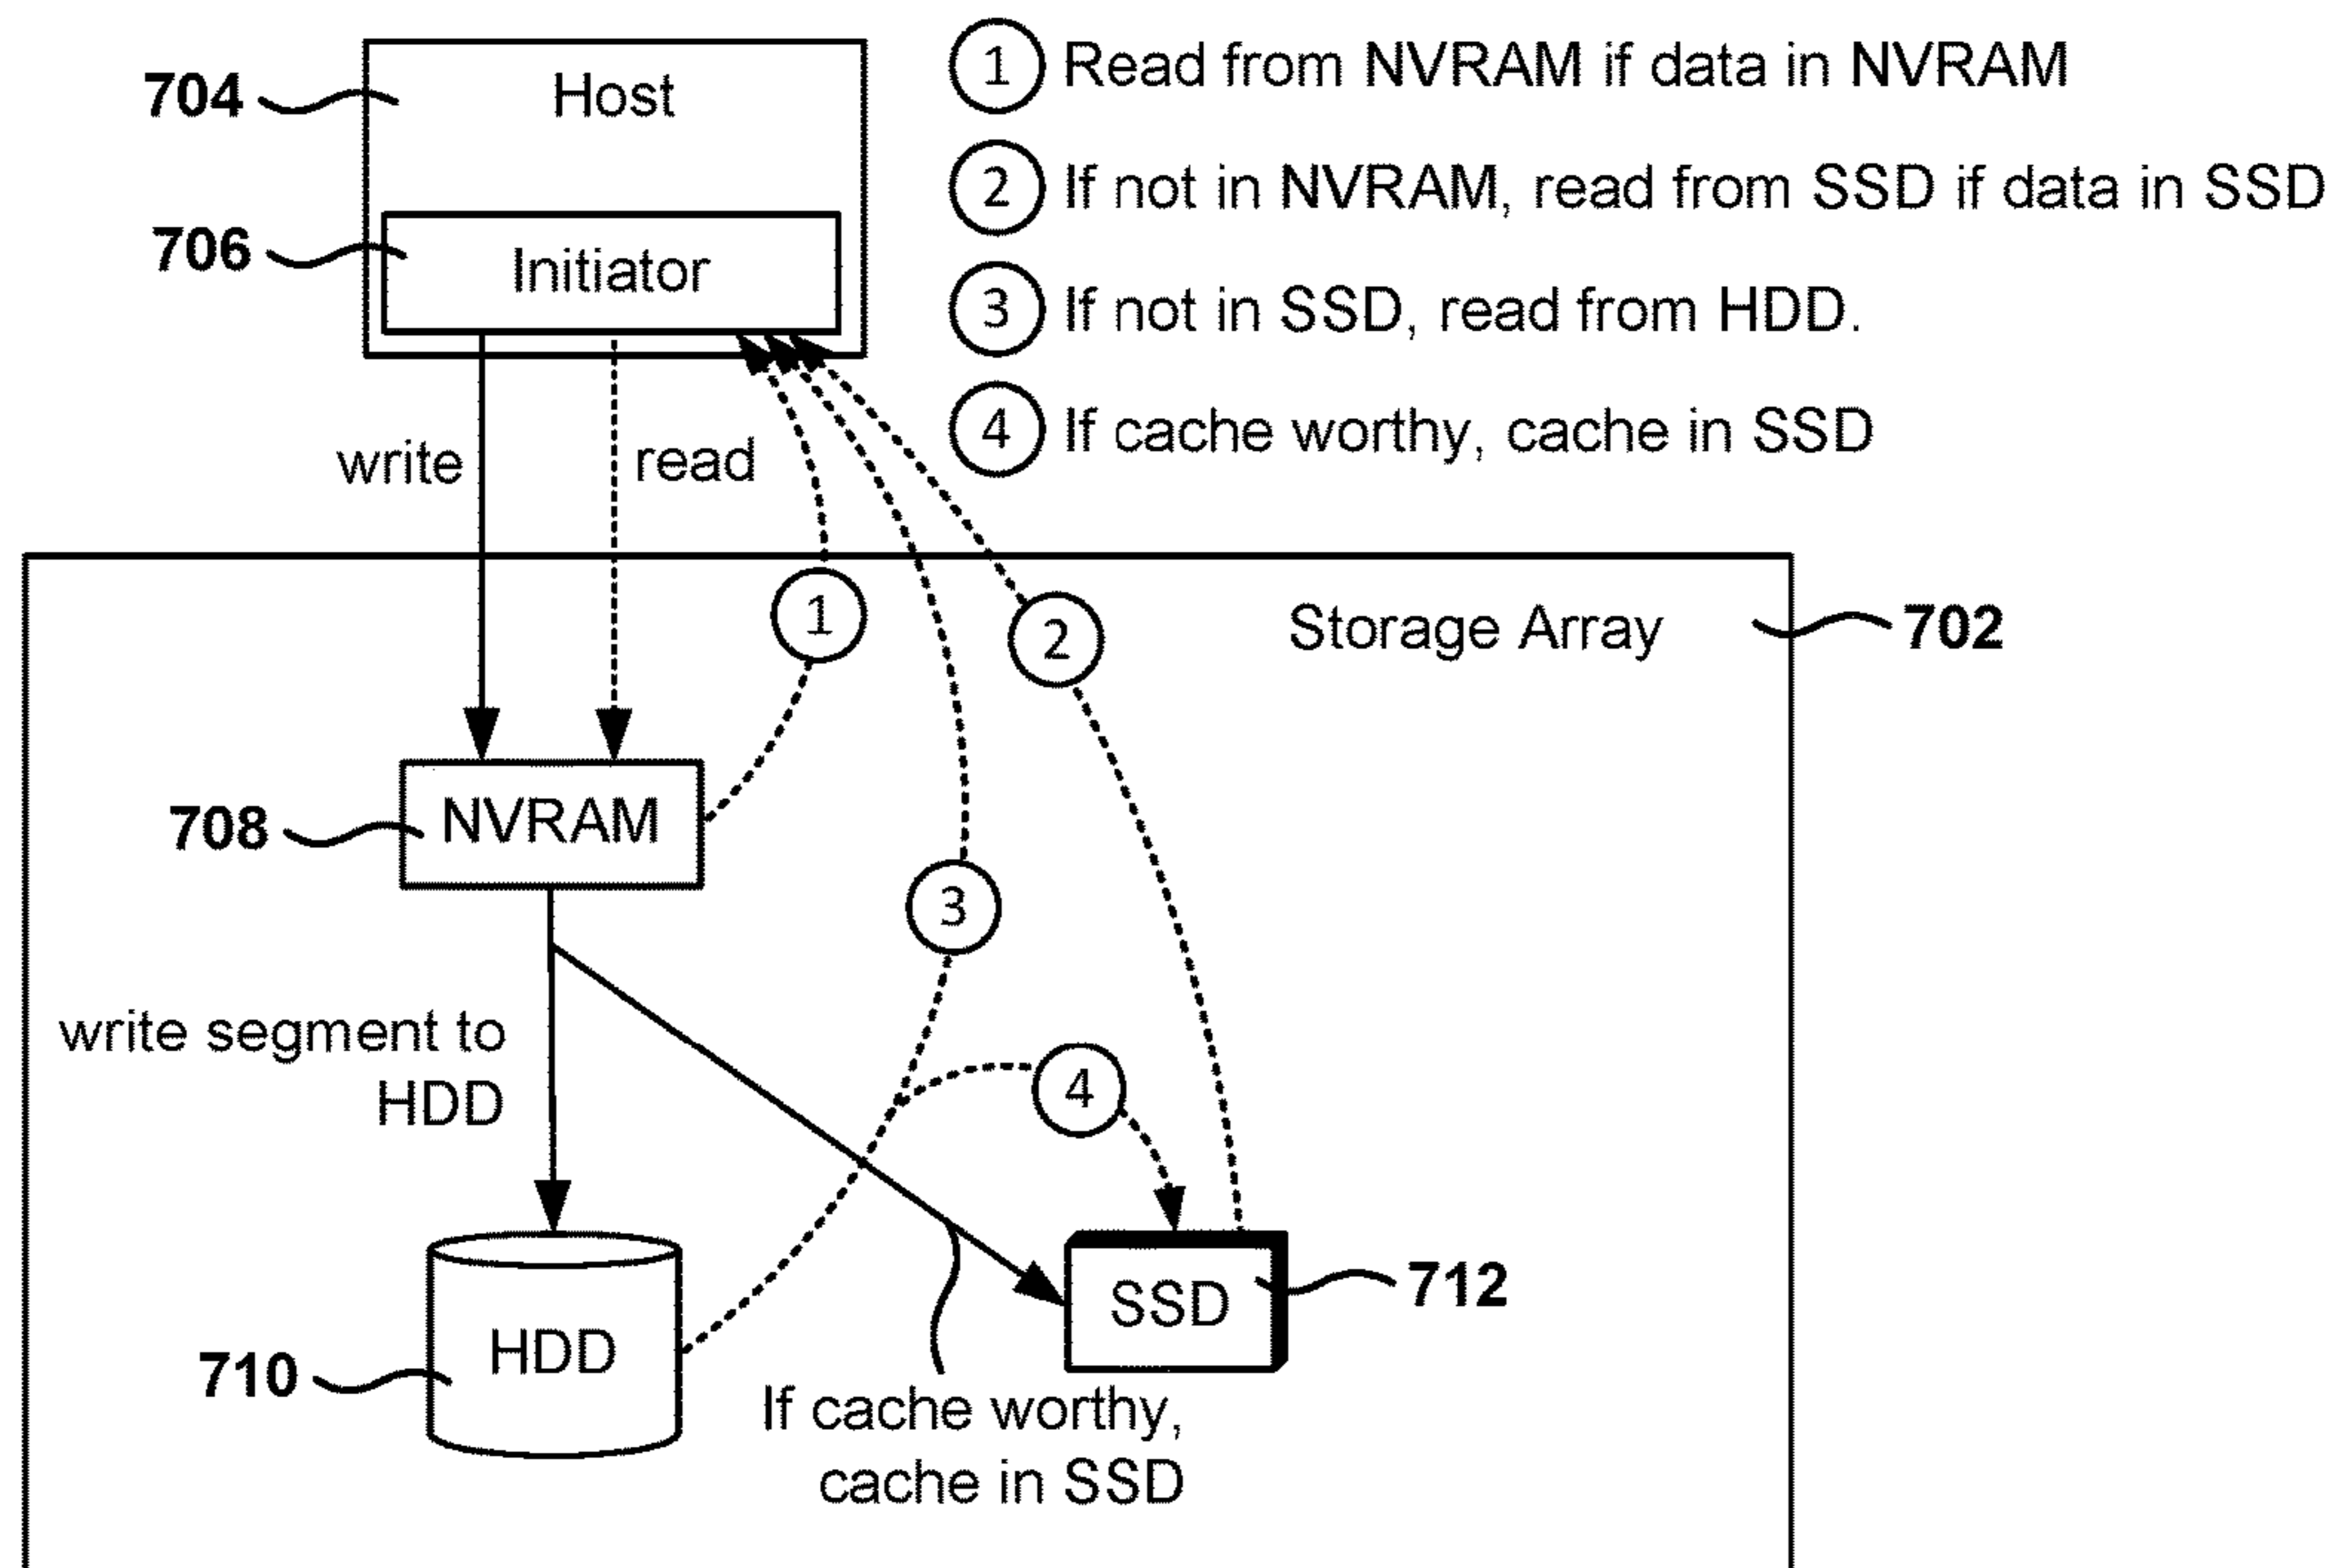 704
Host
706
Initiator
① Read from NVRAM if data in NVRAM
② If not in NVRAM, read from SSD if data in SSD
③ If not in SSD, read from HDD.
④ If cache worthy, cache in SSD
write
read
1
2
Storage Array
702
708
NVRAM
3
write segment to
HDD
4
710
HDD
SSD
712
If cache worthy,
cache in SSD